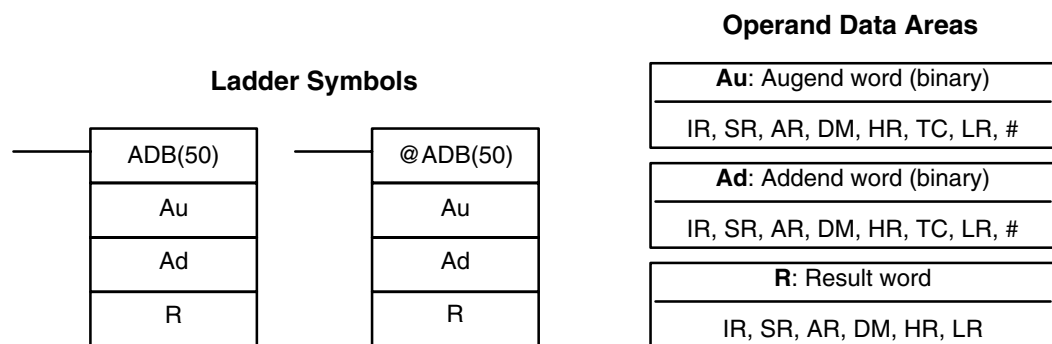 Operand Data Areas
Ladder Symbols
Au: Augend word (binary)
IR, SR, AR, DM, HR, TC, LR, #
ADB(50)
@ADB(50)
Ad: Addend word (binary)
Au
Au
IR, SR, AR, DM, HR, TC, LR, #
Ad
Ad
R: Result word
R
R
IR, SR, AR, DM, HR, LR